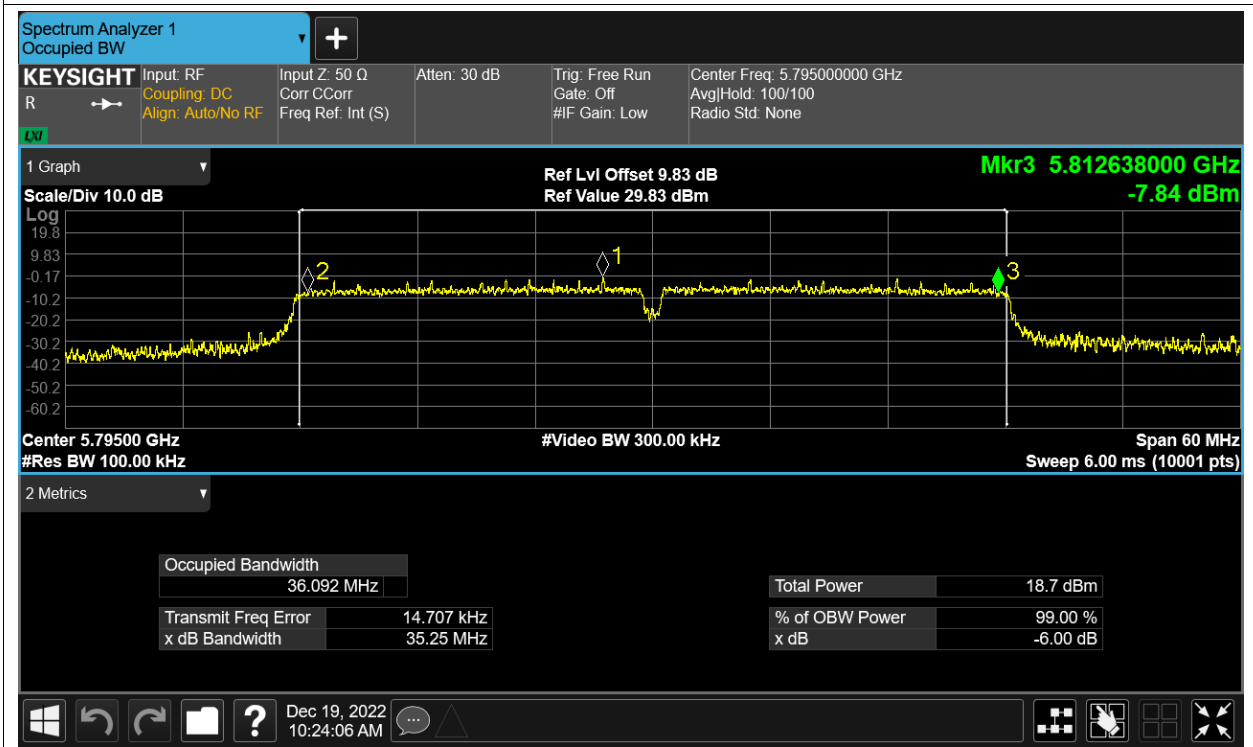 Spectrum Analyzer 1
Occupied BW
KEYSIGHT Input: RF Input Z: 50 Ω Atten: 30 dB Trig: Free Run Center Freq: 5.795000000 GHz
R Coupling: DC Corr CCorr Gate: Off Avg|Hold: 100/100
Align: Auto/No RF Freq Ref: Int (S) #IF Gain: Low Radio Std: None
LXI
1 Graph Ref Lvl Offset 9.83 dB Mkr3 5.812638000 GHz
Scale/Div 10.0 dB Ref Value 29.83 dBm -7.84 dBm
Log
19.8
9.83
-0.17
-10.2
-20.2
-30.2
-40.2
-50.2
-60.2
2 1 3
Center 5.79500 GHz #Video BW 300.00 kHz Span 60 MHz
#Res BW 100.00 kHz Sweep 6.00 ms (10001 pts)
2 Metrics
Occupied Bandwidth
36.092 MHz Total Power 18.7 dBm
Transmit Freq Error 14.707 kHz % of OBW Power 99.00 %
x dB Bandwidth 35.25 MHz x dB -6.00 dB
? Dec 19, 2022
10:24:06 AM